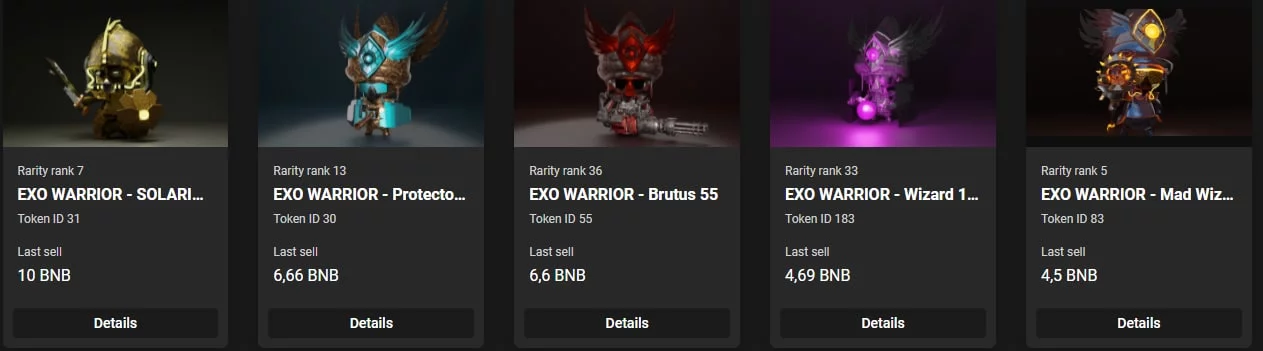 Rarity rank 7
EXO WARRIOR - SOLARI...
Token ID 31
Last sell
10 BNB
Details
Rarity rank 13
EXO WARRIOR - Protecto...
Token ID 30
Last sell
6,66 BNB
Details
Rarity rank 36
EXO WARRIOR - Brutus 55
Token ID 55
Last sell
6,6 BNB
Details
Rarity rank 33
EXO WARRIOR - Wizard 1...
Token ID 183
Last sell
4,69 BNB
Details
Rarity rank 5
EXO WARRIOR - Mad Wiz...
Token ID 83
Last sell
4,5 BNB
Details